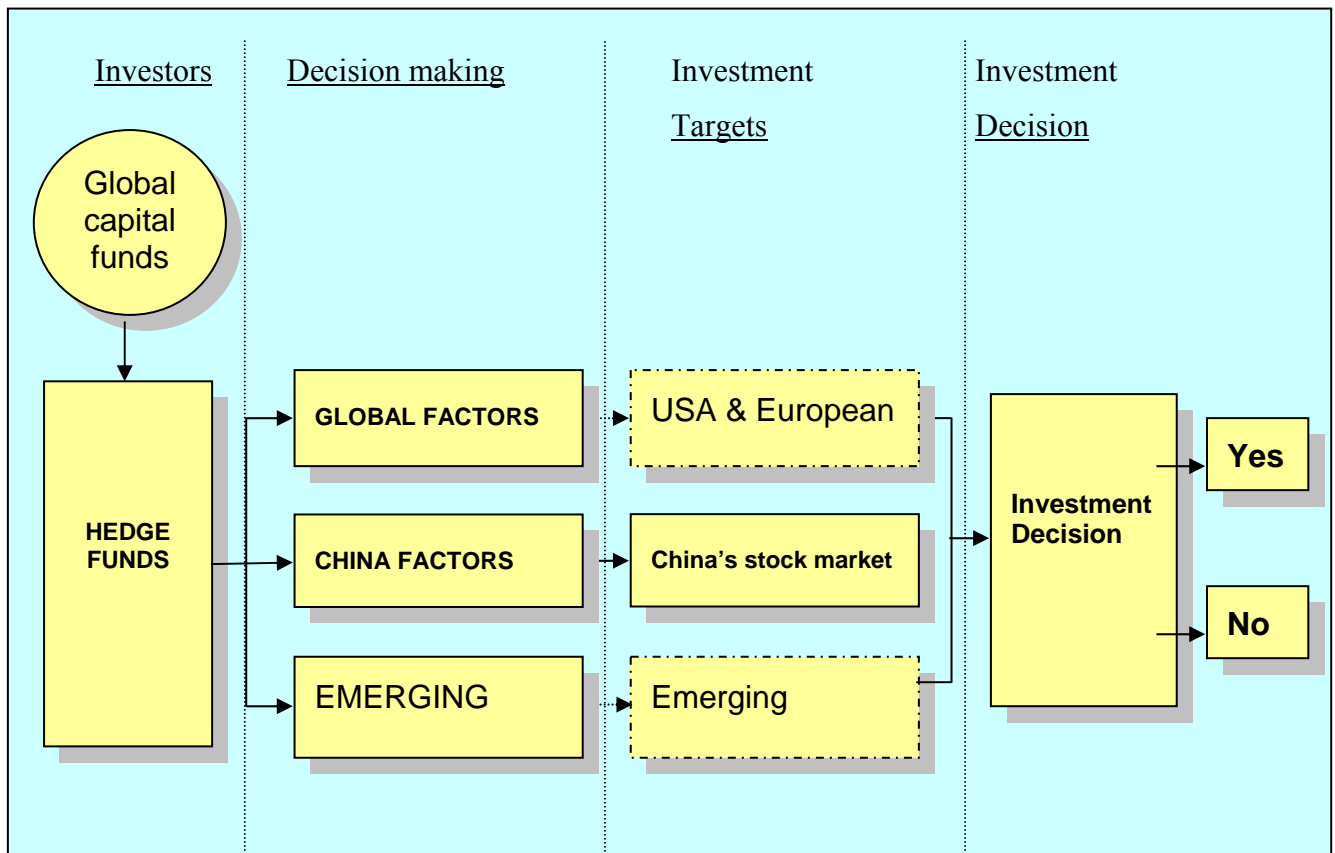 Investors
Decision making
Investment
Targets
Investment
Decision
Global
capital
funds
HEDGE
FUNDS
GLOBAL FACTORS
CHINA FACTORS
EMERGING
USA & European
China’s stock market
Emerging
Investment
Decision
Yes
No